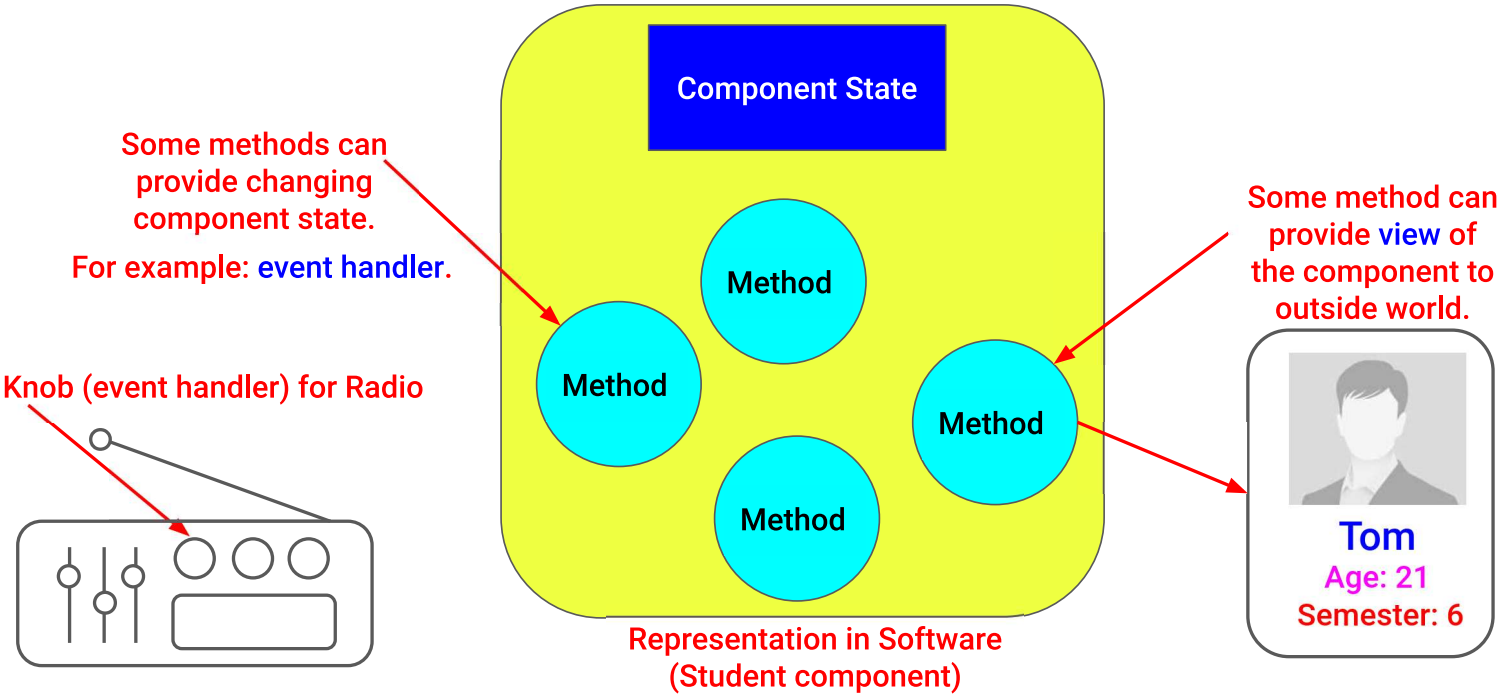 Component State
Some methods can
provide changing
component state.
For example: event handler.
Some method can
provide view of
the component to
outside world.
Method
Method
Method
Method
Knob (event handler) for Radio
Tom
Age: 21
Semester: 6
Representation in Software
(Student component)